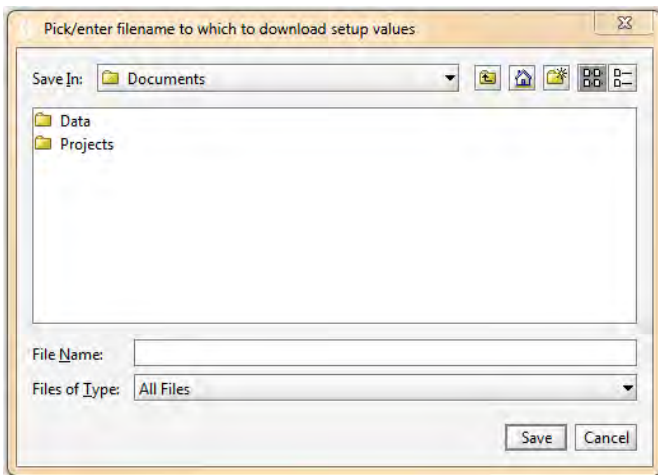 Pick/enter filename to which to download setup values
Save In: Documents
Data
Projects
File Name:
Files of Type: All Files
Save Cancel